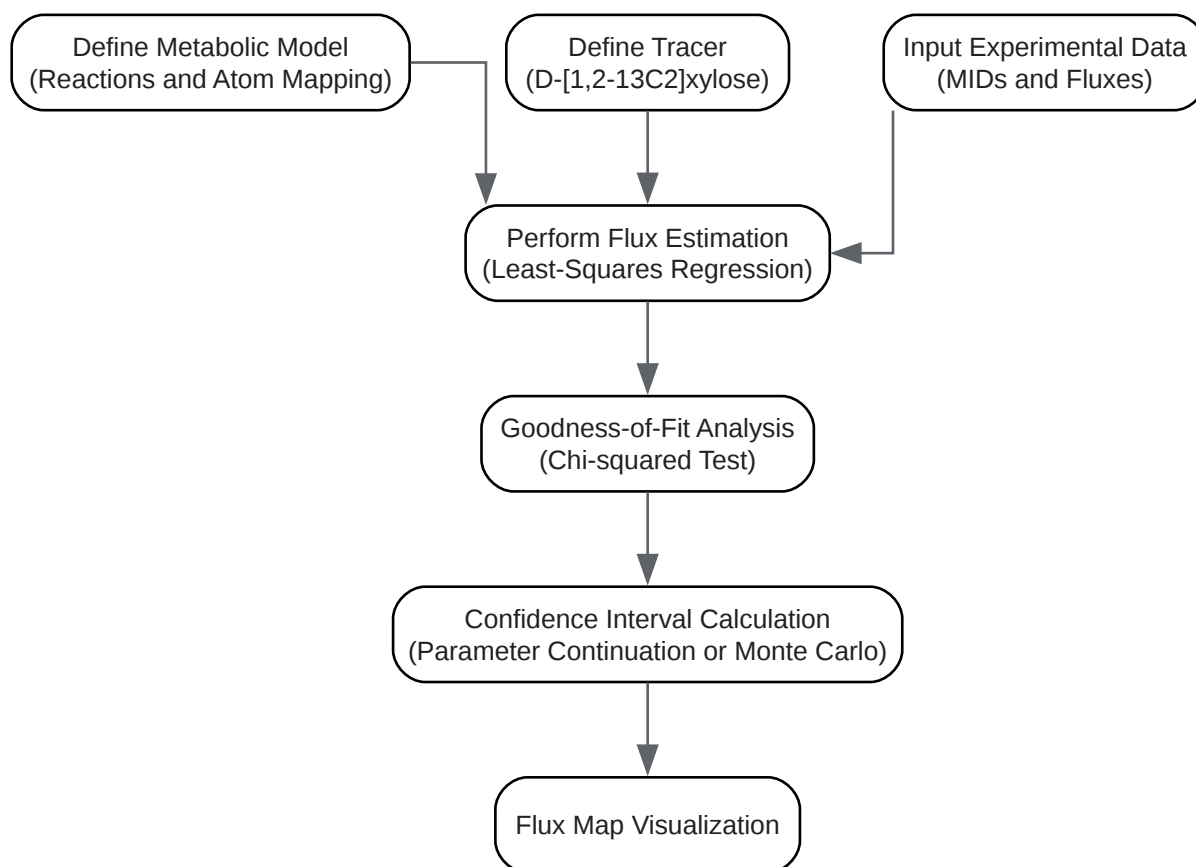 Define Metabolic Model
(Reactions and Atom Mapping)
Define Tracer
(D-[1,2-13C2]xylose)
Input Experimental Data
(MIDs and Fluxes)
Perform Flux Estimation
(Least-Squares Regression)
Goodness-of-Fit Analysis
(Chi-squared Test)
Confidence Interval Calculation
(Parameter Continuation or Monte Carlo)
Flux Map Visualization